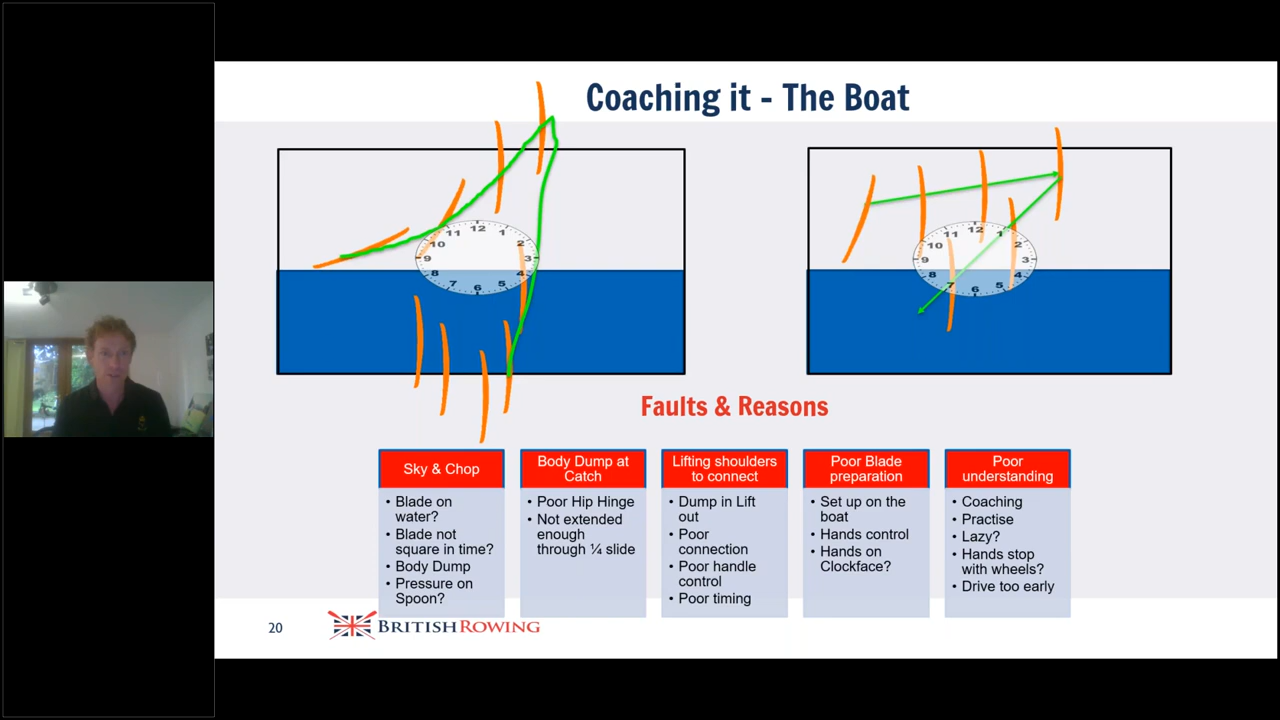 Coaching it - The Boat
12
11
1
10
2
9
3
8
4
7
5
6
12
11
1
10
2
9
3
8
4
7
5
6
Faults & Reasons
Sky & Chop
• Blade on
water?
• Blade not
square in time?
• Body Dump
• Pressure on
Spoon?
Body Dump at
Catch
• Poor Hip Hinge
• Not extended
enough
through ¼ slide
Lifting shoulders
to connect
• Dump in Lift
out
• Poor
connection
• Poor handle
control
• Poor timing
Poor Blade
preparation
• Set up on the
boat
• Hands control
• Hands on
Clockface?
Poor
understanding
• Coaching
• Practise
• Lazy?
• Hands stop
with wheels?
• Drive too early
20
BRITISH ROWING